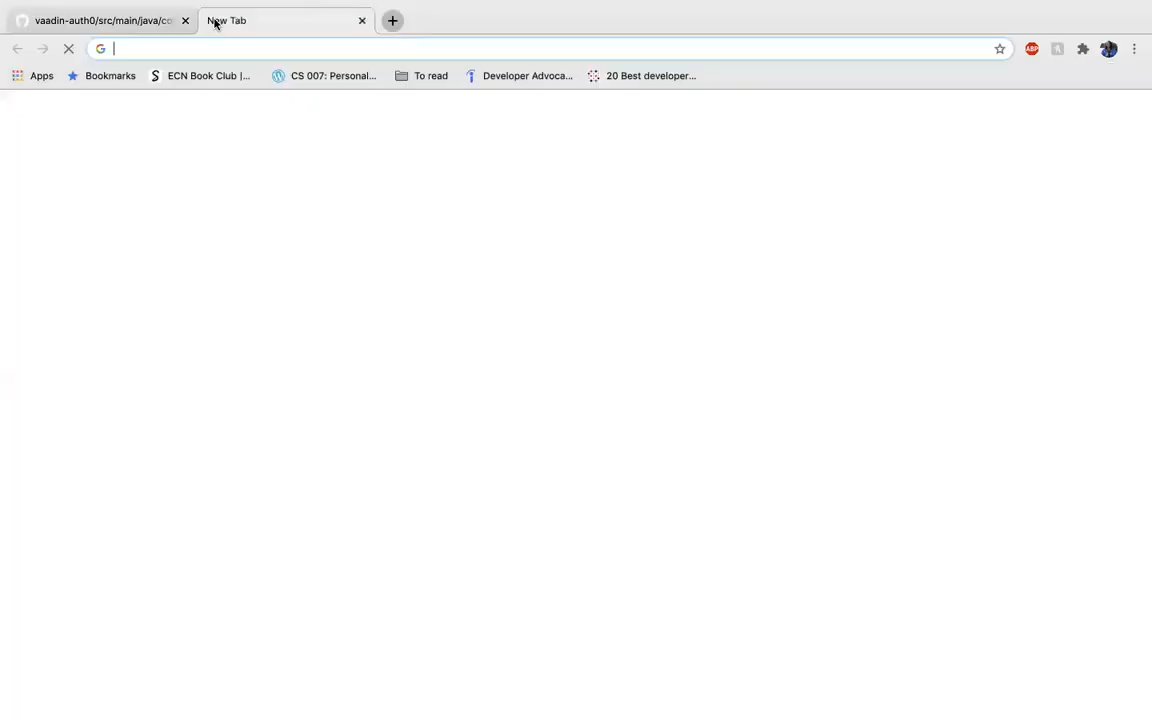 vaadin-auth0/src/main/java/co
New Tab
Apps
Bookmarks
ECN Book Club |...
CS 007: Personal...
To read
Developer Advoca...
20 Best developer...
ABP